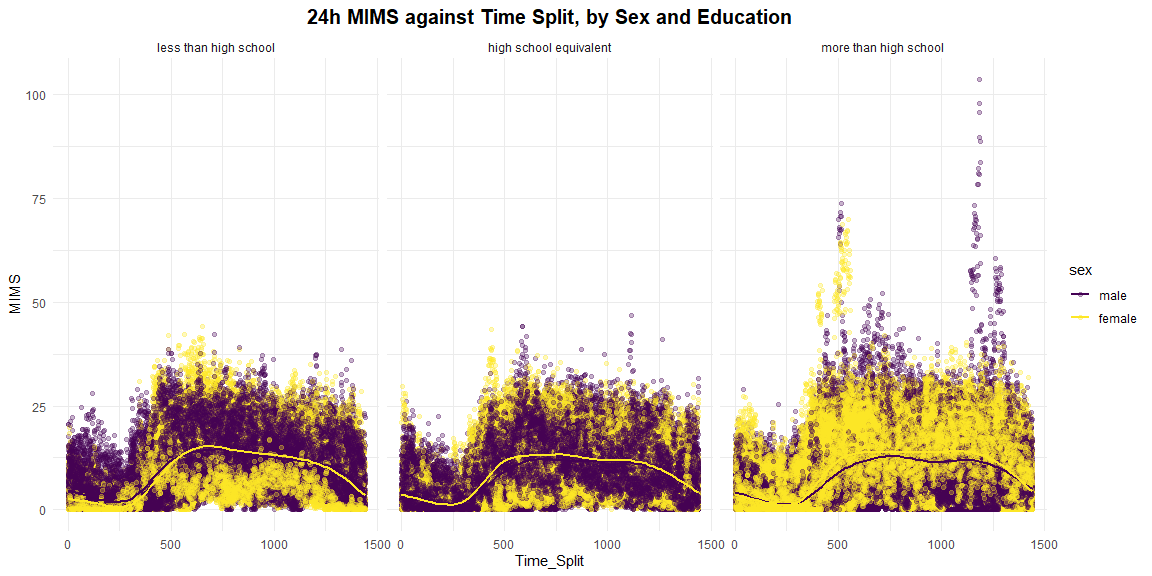 24h MIMS against Time Split, by Sex and Education
less than high school
high school equivalent
more than high school
MIMS
100
75
50
25
0
0 500 1000 1500
0 500 1000 1500
0 500 1000 1500
Time_Split
sex
male
female